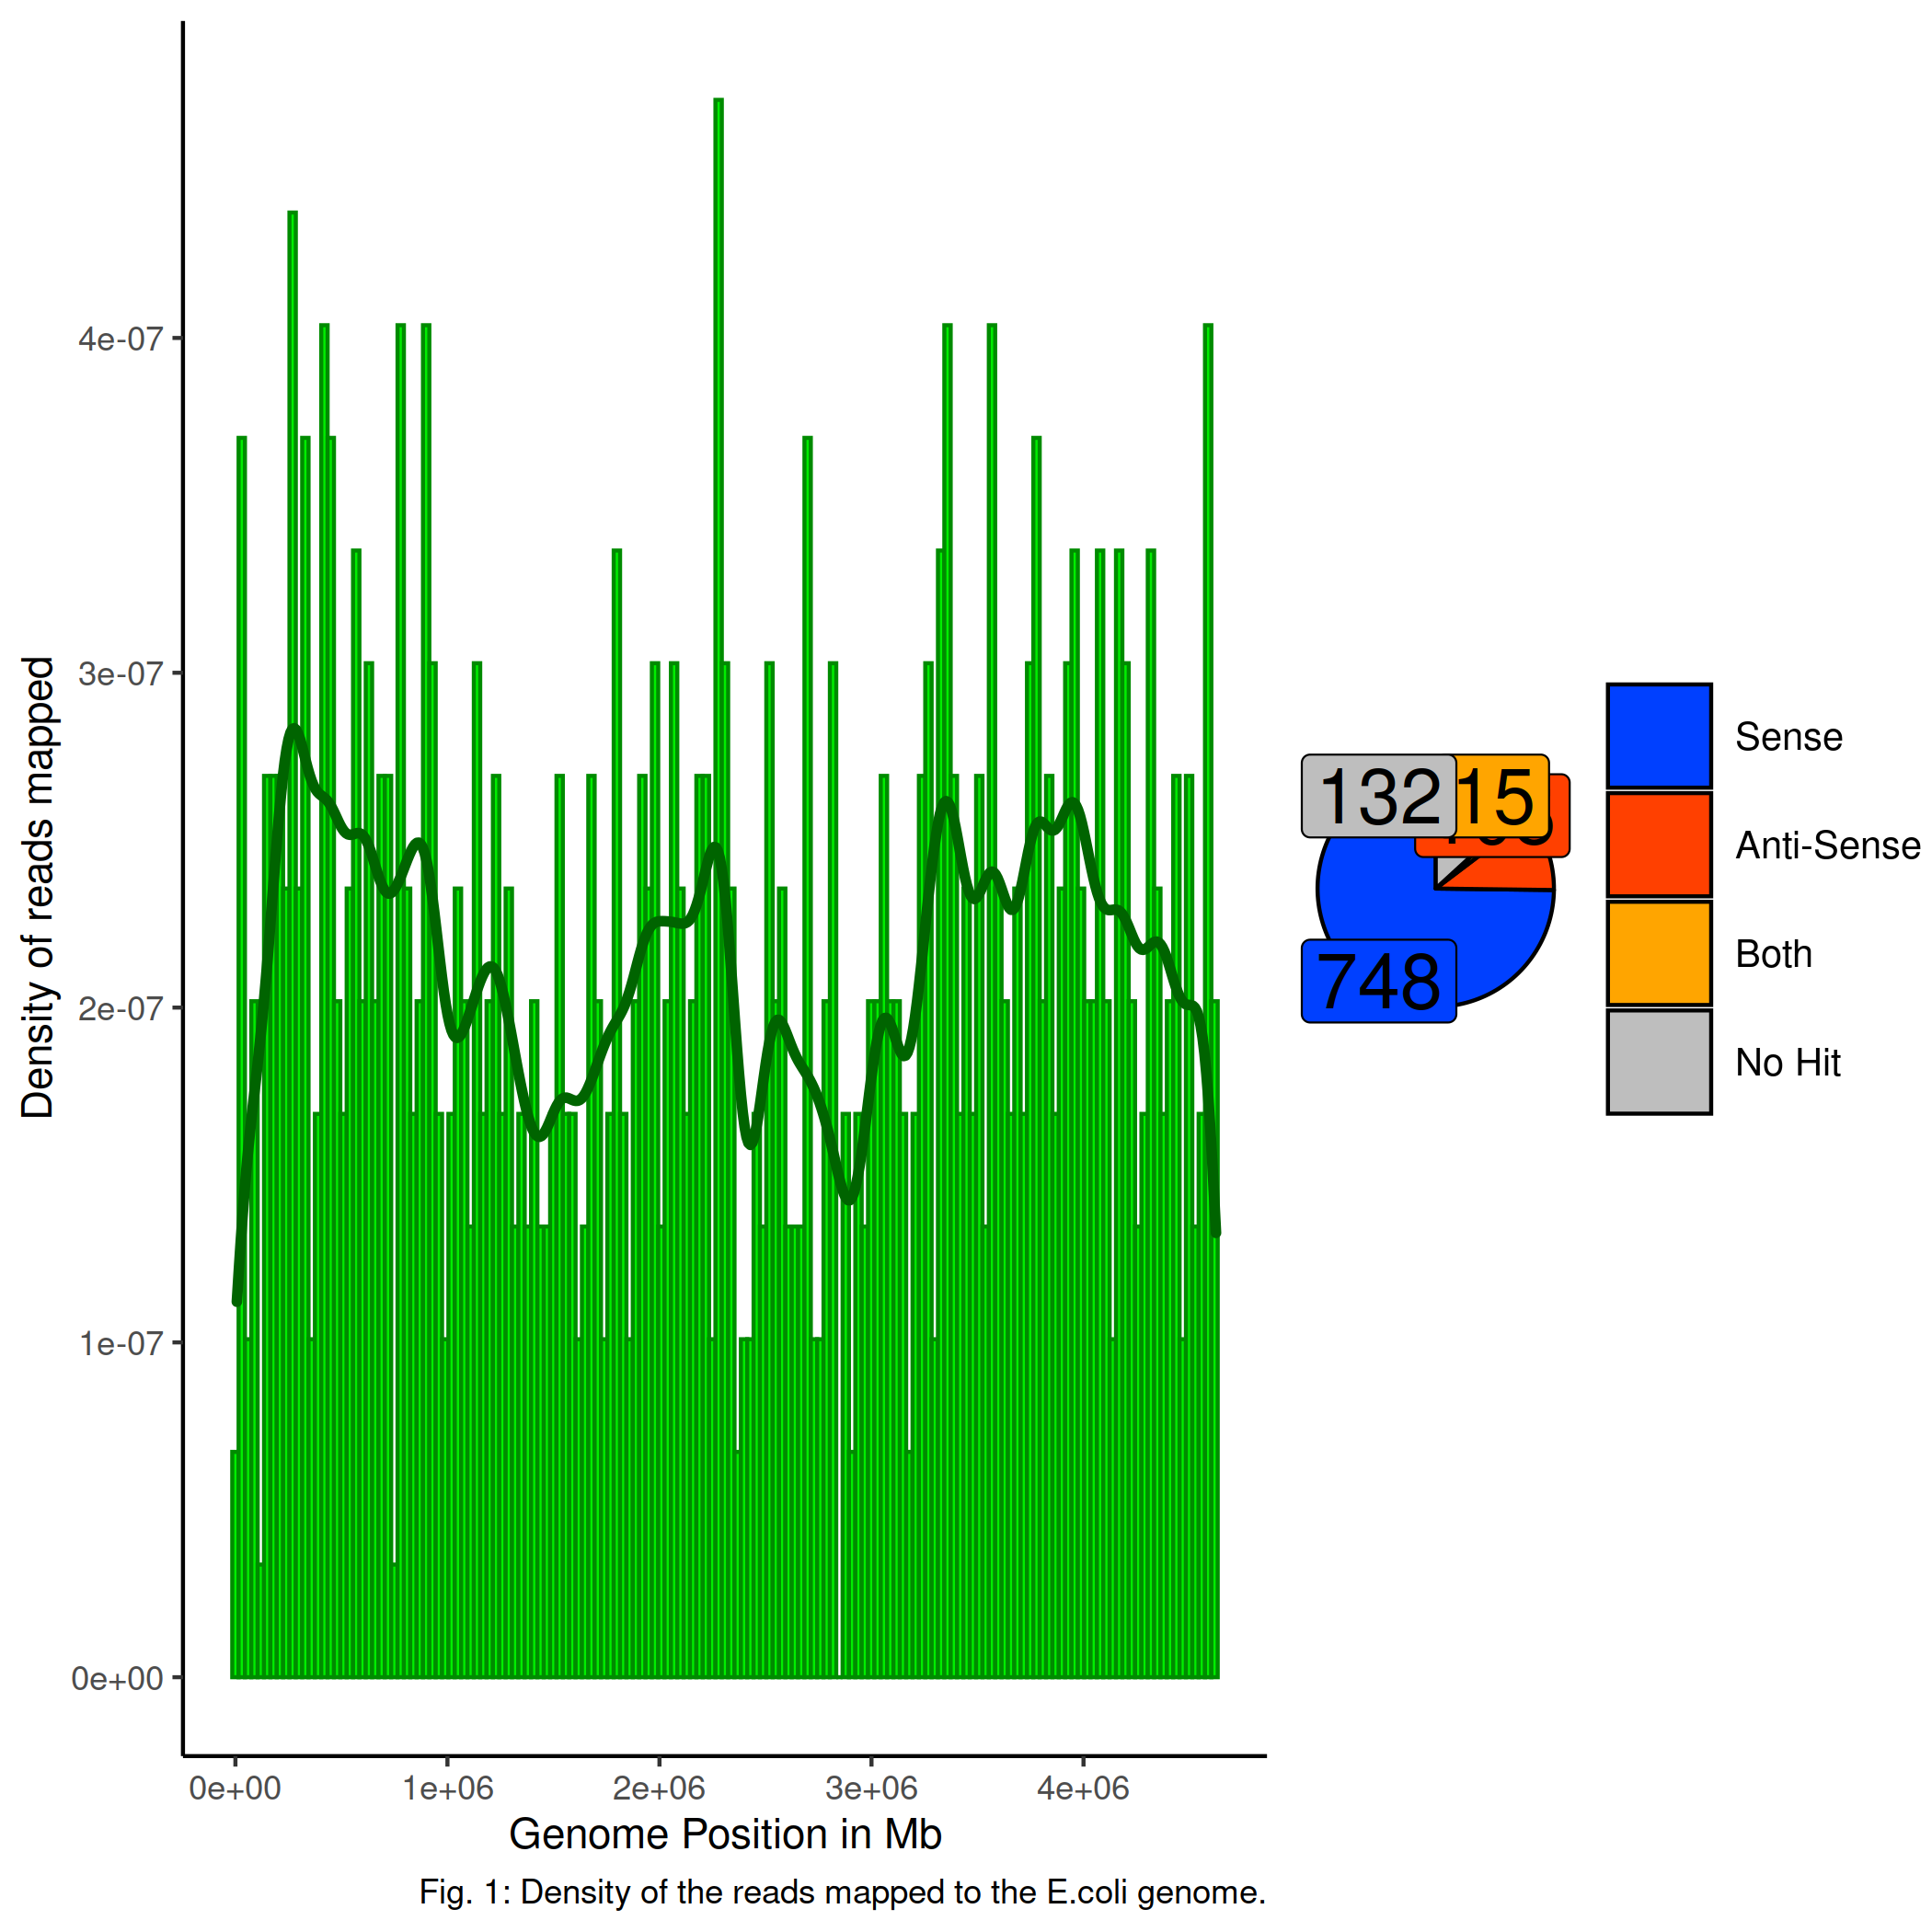 4e-07
3e-07
2e-07
1e-07
0e+00
Density of reads mapped
0e+00 1e+06 2e+06 3e+06 4e+06
Genome Position in Mb
Fig. 1: Density of the reads mapped to the E.coli genome.
132 15
748
Sense
Anti-Sense
Both
No Hit